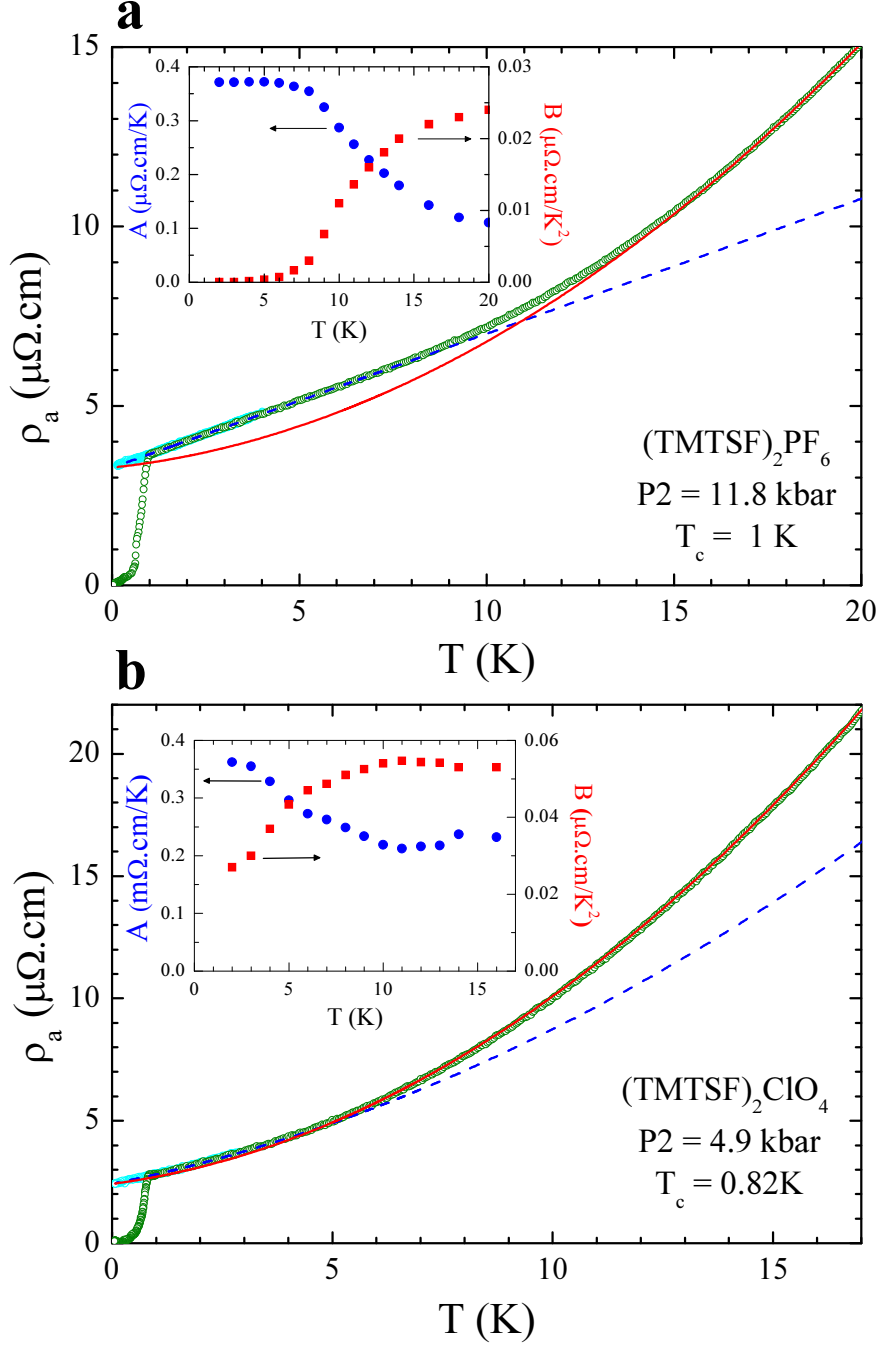 a
15
10
5
0
ρₐ (μΩ.cm)
0 5 10 15 20
T (K)
0.4
0.3
0.2
0.1
0.0
A (μΩ.cm/K)
0.03
0.02
0.01
0.00
B (μΩ.cm/K²)
0 5 10 15 20
T (K)
(TMTSF)₂PF₆
P2 = 11.8 kbar
T_c = 1 K
b
20
15
10
5
0
ρₐ (μΩ.cm)
0 5 10 15
T (K)
0.4
0.3
0.2
0.1
0.0
A (mΩ.cm/K)
0.06
0.04
0.02
0.00
B (μΩ.cm/K²)
0 5 10 15
T (K)
(TMTSF)₂ClO₄
P2 = 4.9 kbar
T_c = 0.82K